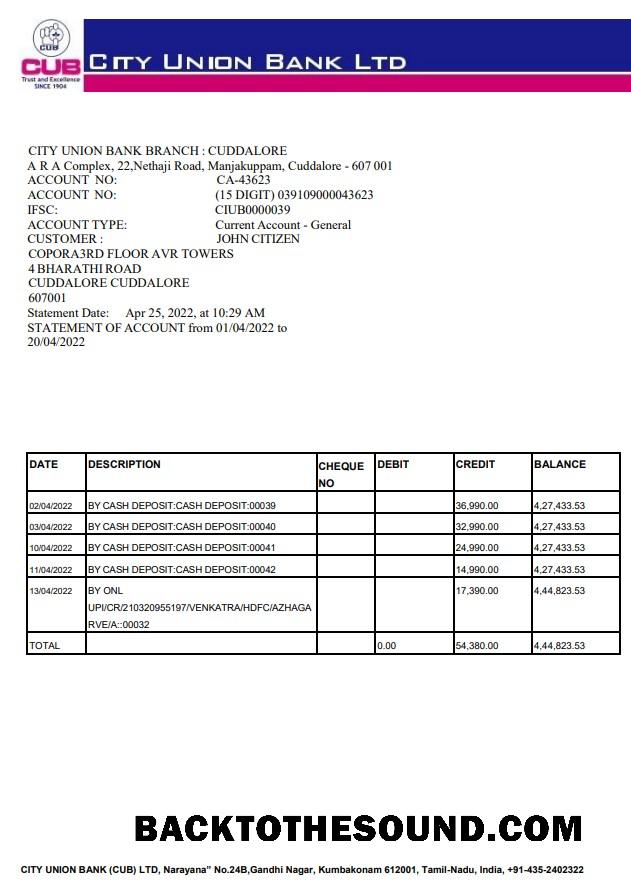 CUB
CITY UNION BANK LTD
CUB
Trust and Excellence
SINCE 1904
CITY UNION BANK BRANCH : CUDDALORE
A R A Complex, 22,Nethaji Road, Manjakuppam, Cuddalore - 607 001
ACCOUNT NO: CA-43623
ACCOUNT NO: (15 DIGIT) 039109000043623
IFSC: CIUB0000039
ACCOUNT TYPE: Current Account - General
CUSTOMER : JOHN CITIZEN
COPORA3RD FLOOR AVR TOWERS
4 BHARATHI ROAD
CUDDALORE CUDDALORE
607001
Statement Date: Apr 25, 2022, at 10:29 AM
STATEMENT OF ACCOUNT from 01/04/2022 to
20/04/2022
DATE DESCRIPTION CHEQUE NO DEBIT CREDIT BALANCE
02/04/2022 BY CASH DEPOSIT:CASH DEPOSIT:00039 36,990.00 4,27,433.53
03/04/2022 BY CASH DEPOSIT:CASH DEPOSIT:00040 32,990.00 4,27,433.53
10/04/2022 BY CASH DEPOSIT:CASH DEPOSIT:00041 24,990.00 4,27,433.53
11/04/2022 BY CASH DEPOSIT:CASH DEPOSIT:00042 14,990.00 4,27,433.53
13/04/2022 BY ONL 17,390.00 4,44,823.53
UPI/CR/210320955197/VENKATRA/HDFC/AZHAGA
RVE/A::00032
TOTAL 0.00 54,380.00 4,44,823.53
BACKTOTHESOUND.COM
CITY UNION BANK (CUB) LTD, Narayana" No.24B,Gandhi Nagar, Kumbakonam 612001, Tamil-Nadu, India, +91-435-2402322